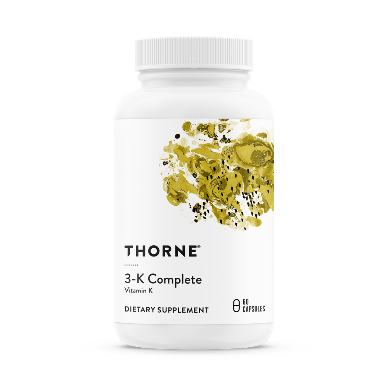 THORNE®
3-K Complete
Vitamin K
DIETARY SUPPLEMENT
60
CAPSULES